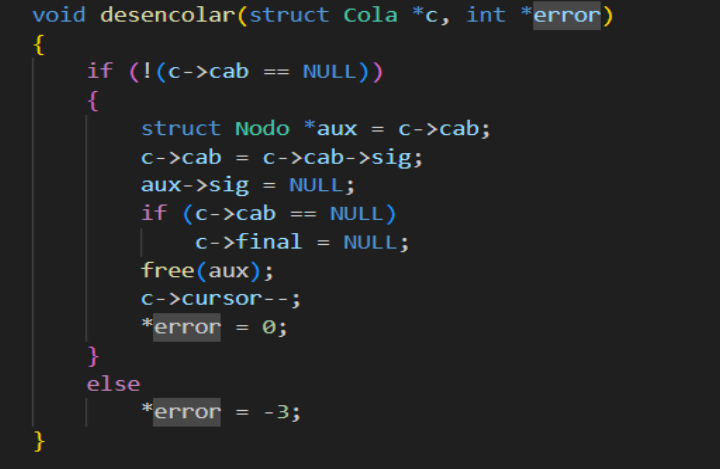 void desencolar(struct Cola *c, int *error)
{
    if (!(c->cab == NULL))
    {
        struct Nodo *aux = c->cab;
        c->cab = c->cab->sig;
        aux->sig = NULL;
        if (c->cab == NULL)
            c->final = NULL;
        free(aux);
        c->cursor--;
        *error = 0;
    }
    else
        *error = -3;
}